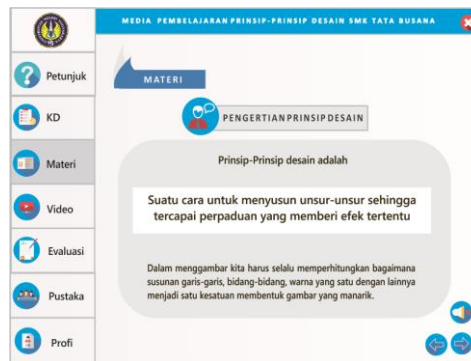 MEDIA PEMBELAJARAN PRINSIP-PRINSIP DESAIN SMK TATA BUSANA
Petunjuk
KD
Materi
Video
Evaluasi
Pustaka
Profi
MATERI
PENGERTIAN PRINSIP DESAIN
Prinsip-Prinsip desain adalah
Suatu cara untuk menyusun unsur-unsur sehingga
tercapai perpaduan yang memberi efek tertentu
Dalam menggambar kita harus selalu memperhitungkan bagaimana
susunan garis-garis, bidang-bidang, warna yang satu dengan lainnya
menjadi satu kesatuan membentuk gambar yang manarik.